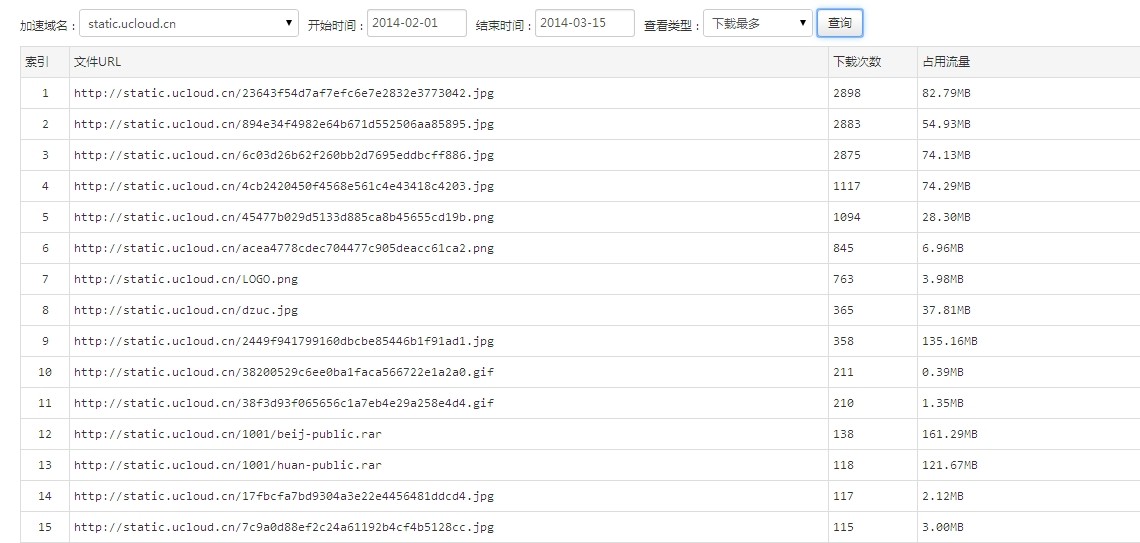 加速域名： static.ucloud.cn 开始时间： 2014-02-01 结束时间： 2014-03-15 查看类型： 下载最多 查询
索引 文件URL 下载次数 占用流量
1 http://static.ucloud.cn/23643f54d7af7efc6e7e2832e3773042.jpg 2898 82.79MB
2 http://static.ucloud.cn/894e34f4982e64b671d552506aa85895.jpg 2883 54.93MB
3 http://static.ucloud.cn/6c03d26b62f260bb2d7695eddbcff886.jpg 2875 74.13MB
4 http://static.ucloud.cn/4cb2420450f4568e561c4e43418c4203.jpg 1117 74.29MB
5 http://static.ucloud.cn/45477b029d5133d885ca8b45655cd19b.png 1094 28.30MB
6 http://static.ucloud.cn/acea4778cdec704477c905deacc61ca2.png 845 6.96MB
7 http://static.ucloud.cn/LOGO.png 763 3.98MB
8 http://static.ucloud.cn/dzuc.jpg 365 37.81MB
9 http://static.ucloud.cn/2449f941799160dbcbe85446b1f91ad1.jpg 358 135.16MB
10 http://static.ucloud.cn/38200529c6ee0ba1faca566722e1a2a0.gif 211 0.39MB
11 http://static.ucloud.cn/38f3d93f065656c1a7eb4e29a258e4d4.gif 210 1.35MB
12 http://static.ucloud.cn/1001/beij-public.rar 138 161.29MB
13 http://static.ucloud.cn/1001/huan-public.rar 118 121.67MB
14 http://static.ucloud.cn/17fbcfa7bd9304a3e22e4456481ddcd4.jpg 117 2.12MB
15 http://static.ucloud.cn/7c9a0d88ef2c24a61192b4cf4b5128cc.jpg 115 3.00MB